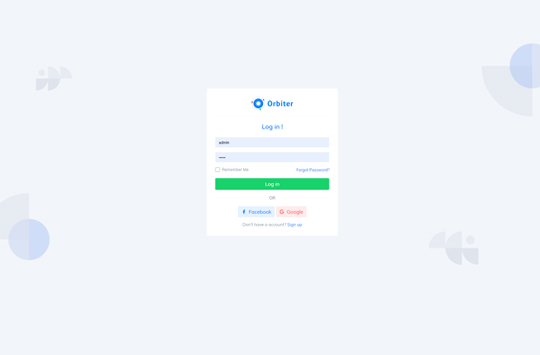 Orbiter
Log in !
admin
•••••
Remember Me
Forgot Password?
Log in
OR
Facebook
Google
Don't have a account? Sign up